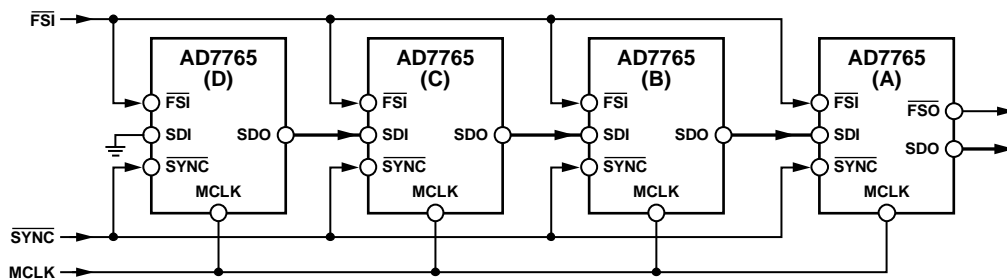 FSI
AD7765
(D)
FSI
SDI
SDO
SYNC
MCLK
AD7765
(C)
FSI
SDI
SDO
SYNC
MCLK
AD7765
(B)
FSI
SDI
SDO
SYNC
MCLK
AD7765
(A)
FSI
FSO
SDI
SDO
SYNC
MCLK
SYNC
MCLK